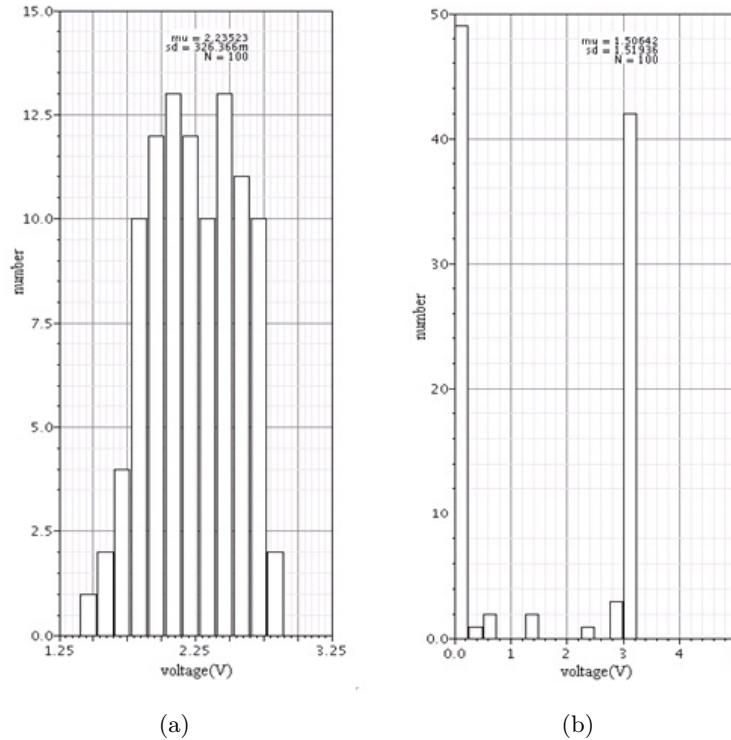 15.0
mu = 2.23523
sd = 326.366m
N = 100
12.5
10.0
number
7.5
5.0
2.5
0.0
1.25
2.25
3.25
voltage(V)
(a)
50
mu = 1.50642
sd = 1.51936
N = 100
40
30
number
20
10
0.0
0.0
1
2
3
4
voltage(V)
(b)